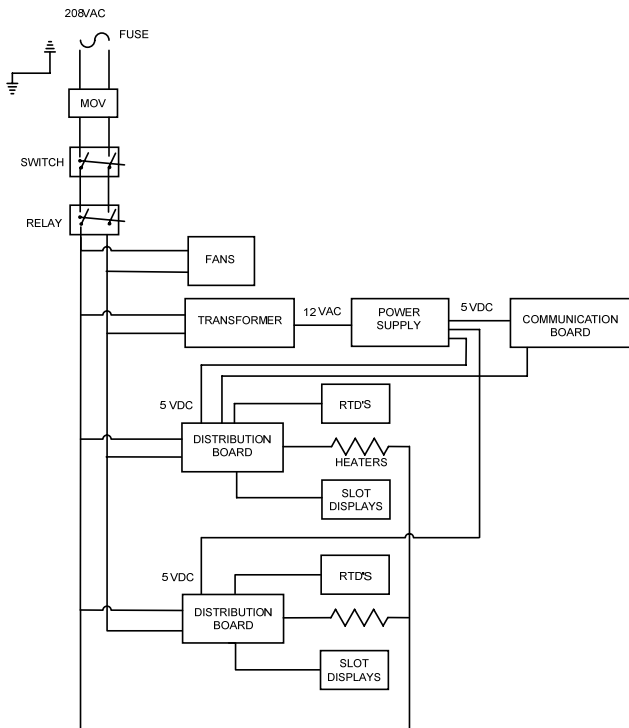 208VAC
FUSE
MOV
SWITCH
RELAY
FANS
TRANSFORMER
12 VAC
POWER
SUPPLY
5 VDC
COMMUNICATION
BOARD
5 VDC
RTD'S
DISTRIBUTION
BOARD
HEATERS
SLOT
DISPLAYS
5 VDC
RTD'S
DISTRIBUTION
BOARD
SLOT
DISPLAYS